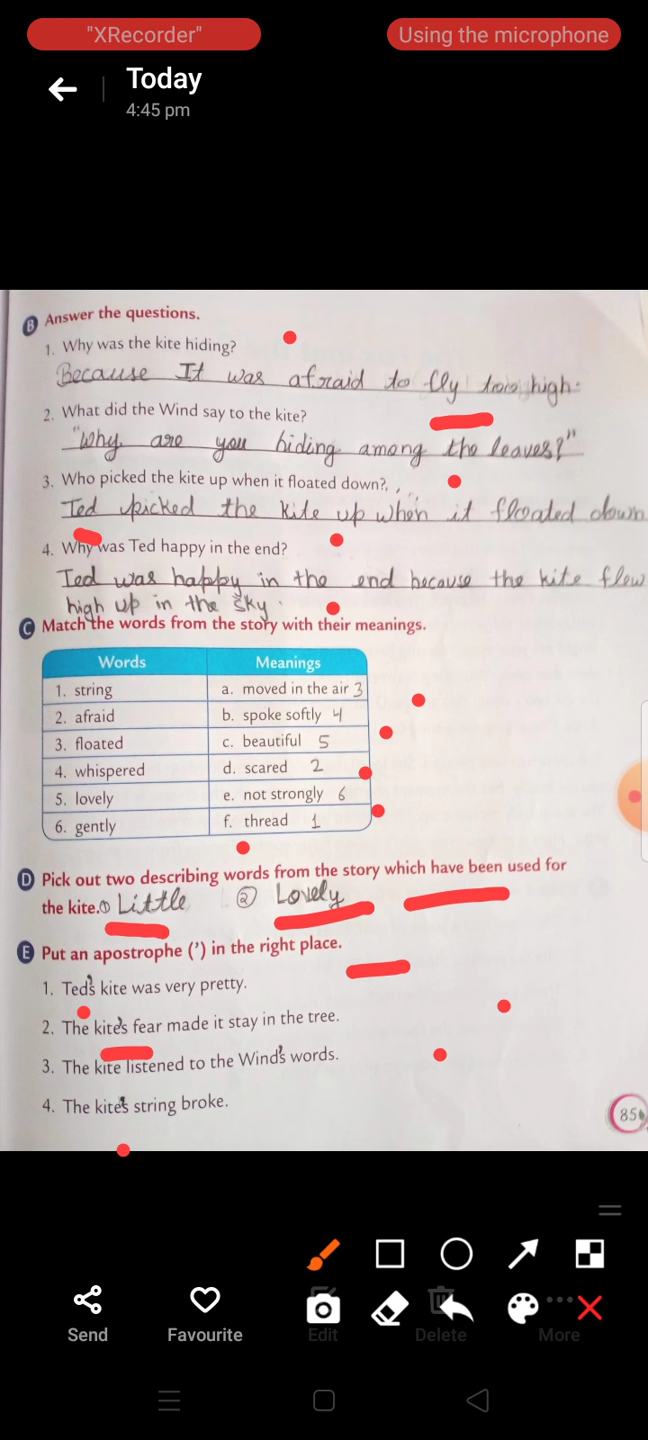 "XRecorder"
Using the microphone
Today
4:45 pm
B Answer the questions.
1. Why was the kite hiding?
Because It was afraid to fly too high.
2. What did the Wind say to the kite?
"Why are you hiding among the leaves?"
3. Who picked the kite up when it floated down?
Ted picked the kite up when it floated down
4. Why was Ted happy in the end?
Ted was happy in the end because the kite flew
high up in the sky.
C Match the words from the story with their meanings.
Words Meanings
1. string a. moved in the air 3
2. afraid b. spoke softly 4
3. floated c. beautiful 5
4. whispered d. scared 2
5. lovely e. not strongly 6
6. gently f. thread 1
D Pick out two describing words from the story which have been used for
the kite. ① Little ② Lovely
E Put an apostrophe (') in the right place.
1. Ted's kite was very pretty.
2. The kite's fear made it stay in the tree.
3. The kite listened to the Wind's words.
4. The kite's string broke.
85
Send
Favourite
Edit
Delete
More